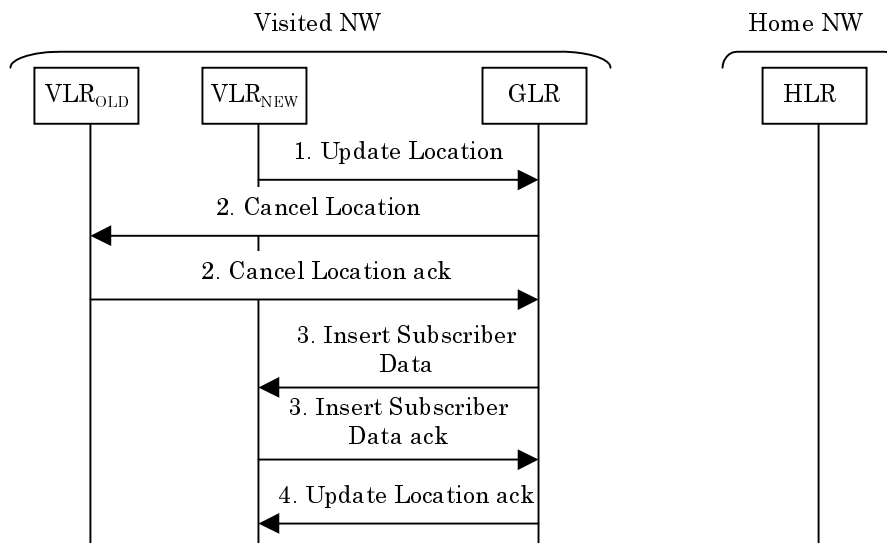 Visited NW
Home NW
VLR_OLD
VLR_NEW
GLR
HLR
1. Update Location
2. Cancel Location
2. Cancel Location ack
3. Insert Subscriber
Data
3. Insert Subscriber
Data ack
4. Update Location ack